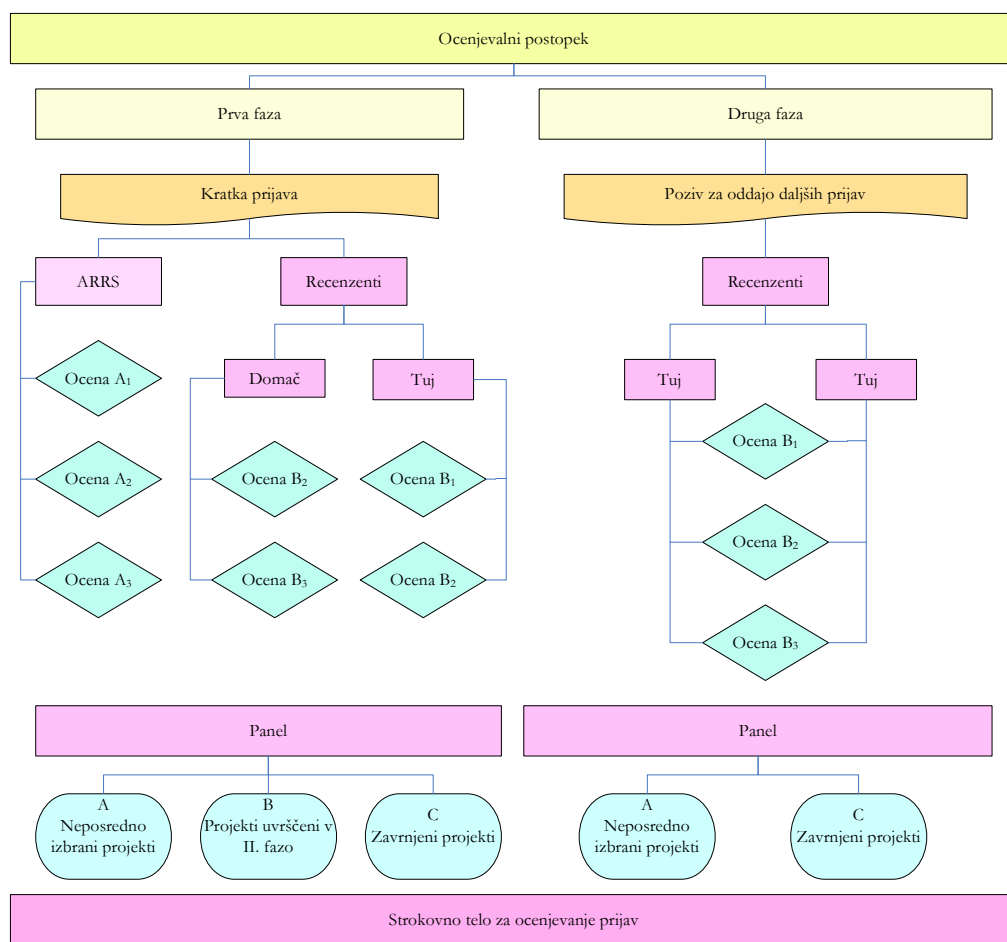 Ocenjevalni postopek
Prva faza
Druga faza
Kratka prijava
Poziv za oddajo daljših prijav
ARRS
Recenzenti
Recenzenti
Domač
Tuj
Tuj
Tuj
Ocena A1
Ocena B1
Ocena A2
Ocena B2
Ocena B1
Ocena B2
Ocena A3
Ocena B3
Ocena B2
Ocena B3
Panel
Panel
A
Neposredno
izbrani projekti
B
Projekti uvrščeni v
II. fazo
C
Zavrnjeni projekti
A
Neposredno
izbrani projekti
C
Zavrnjeni projekti
Strokovno telo za ocenjevanje prijav